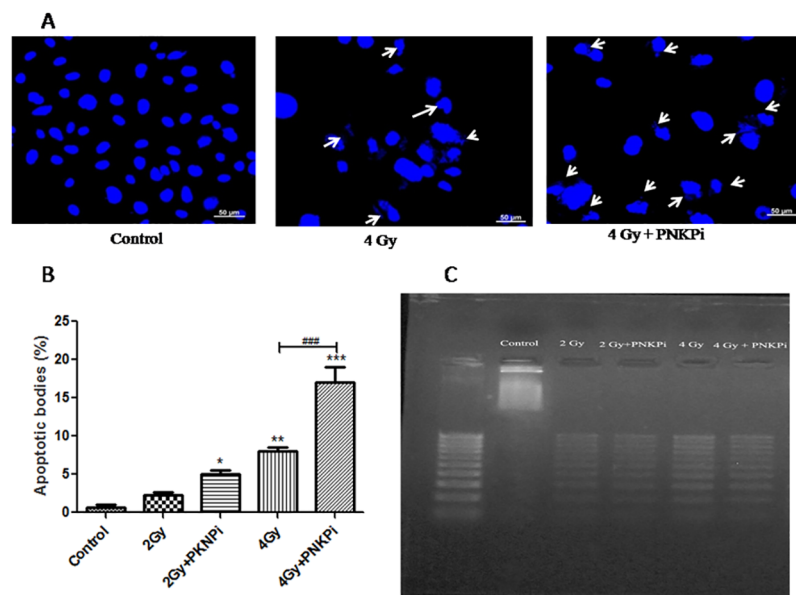 A
50 µm
50 µm
50 µm
Control
4 Gy
4 Gy + PNKPi
B
C
25
20
15
10
5
0
Apoptotic bodies (%)
*
**
###
***
Control
2Gy
2Gy+PKNPi
4Gy
4Gy+PNKPi
Control
2 Gy
2 Gy+PNKPi
4 Gy
4 Gy + PNKPi